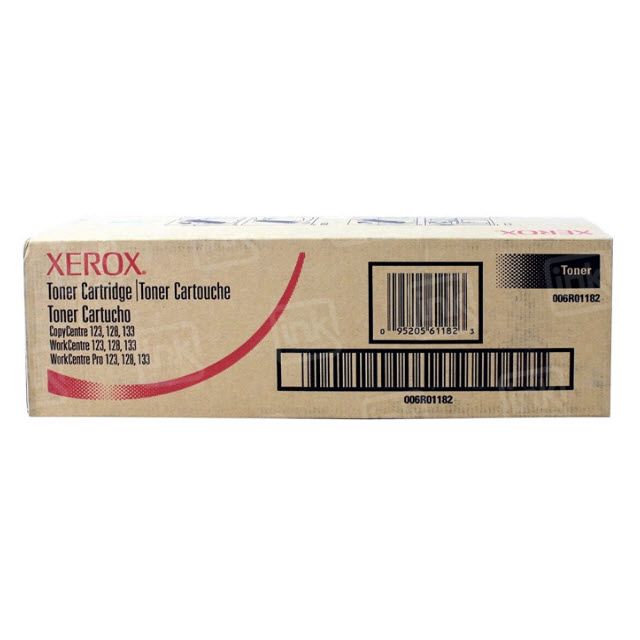 XEROX.
Toner Cartridge | Toner Cartouche
Toner Cartucho
CopyCentre 123, 128, 133
WorkCentre 123, 128, 133
WorkCentre Pro 123, 128, 133
0 95205 61182 3
006R01182
Toner
006R01182
ink